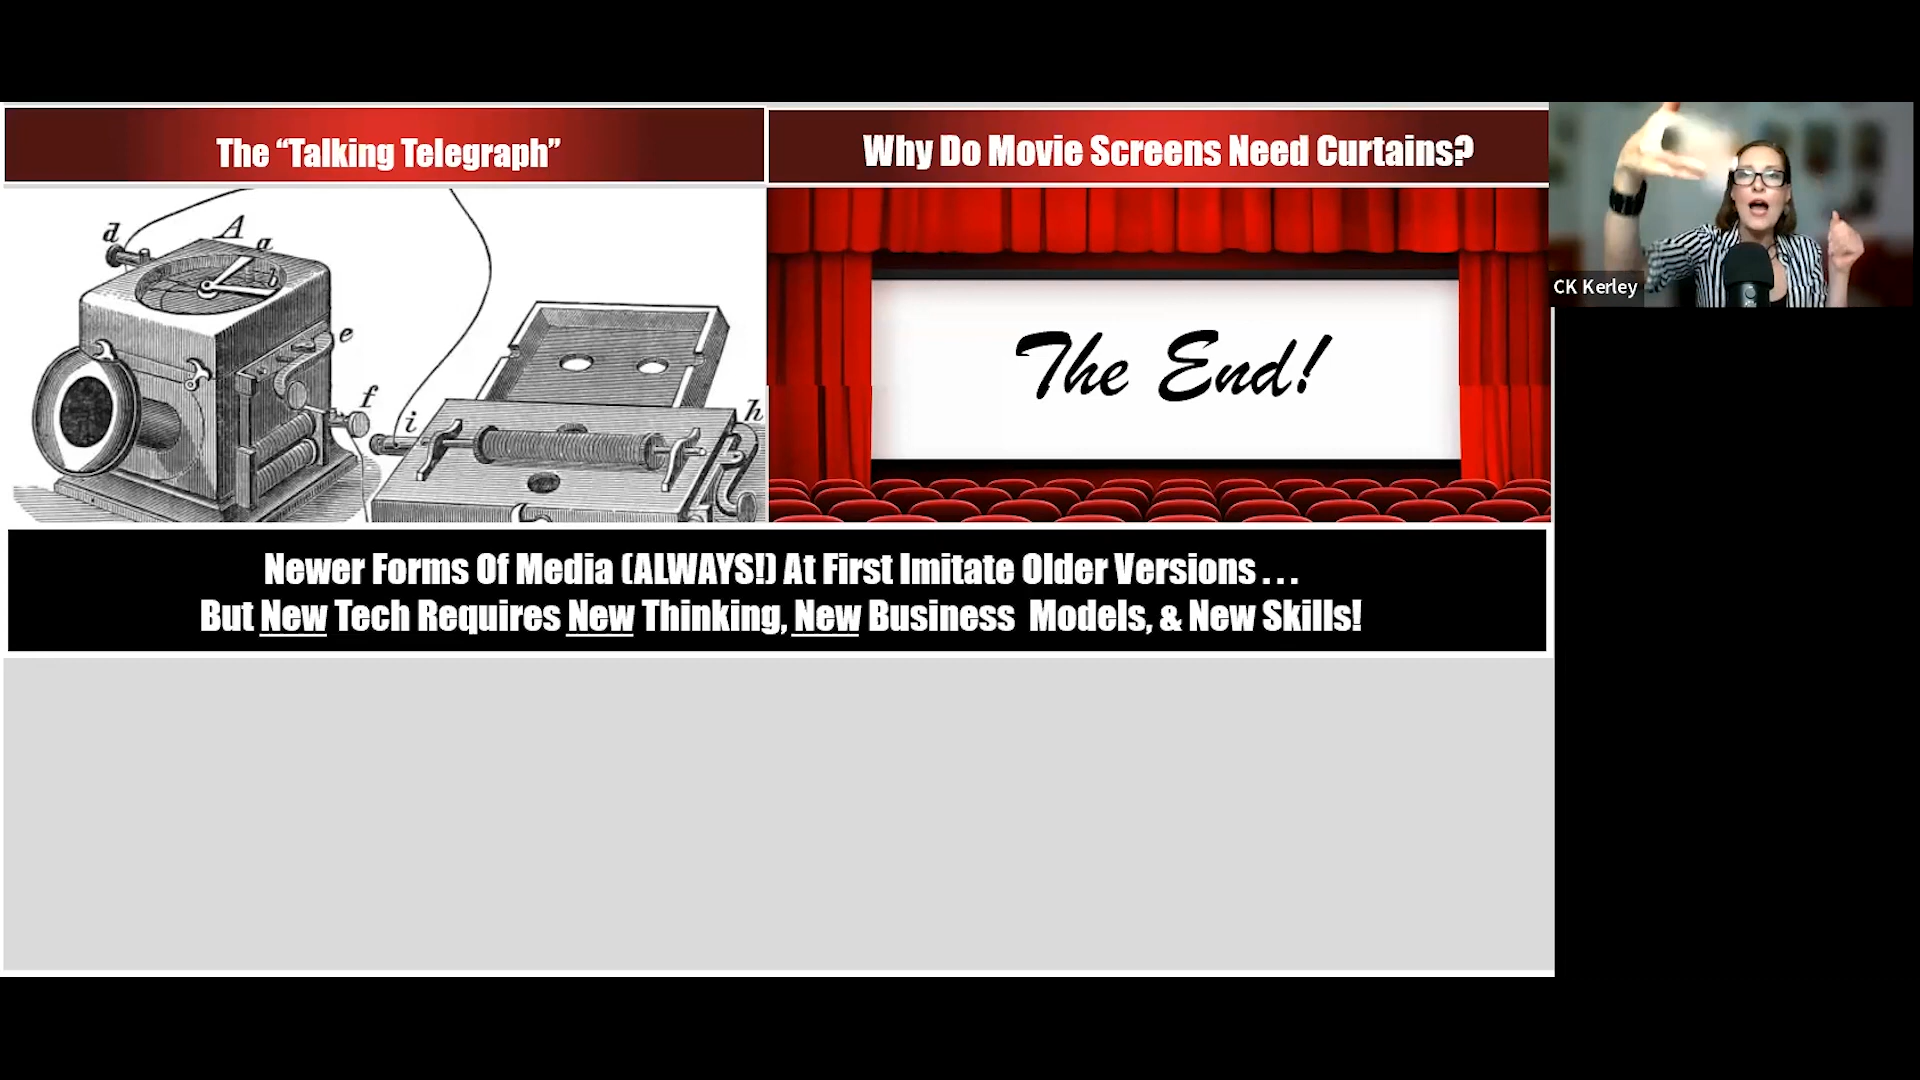 The “Talking Telegraph”
Why Do Movie Screens Need Curtains?
d
A
a
b
e
f
i
h
The End!
CK Kerley
Newer Forms Of Media (ALWAYS!) At First Imitate Older Versions . . .
But New Tech Requires New Thinking, New Business Models, & New Skills!